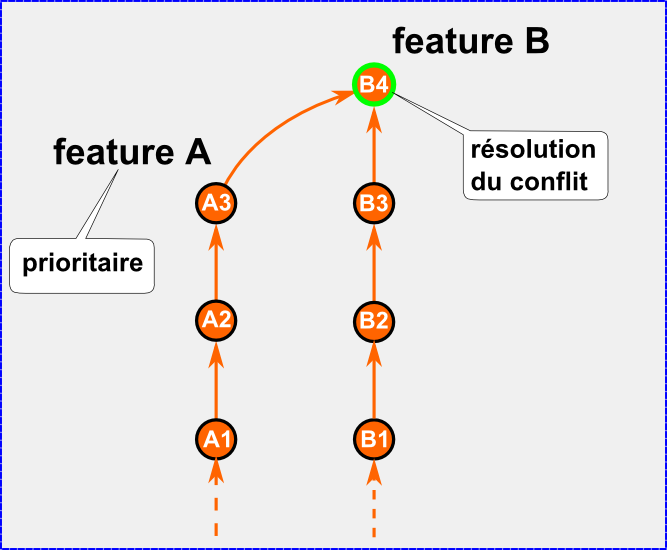 feature B
B4
résolution
du conflit
feature A
A3
B3
prioritaire
A2
B2
A1
B1